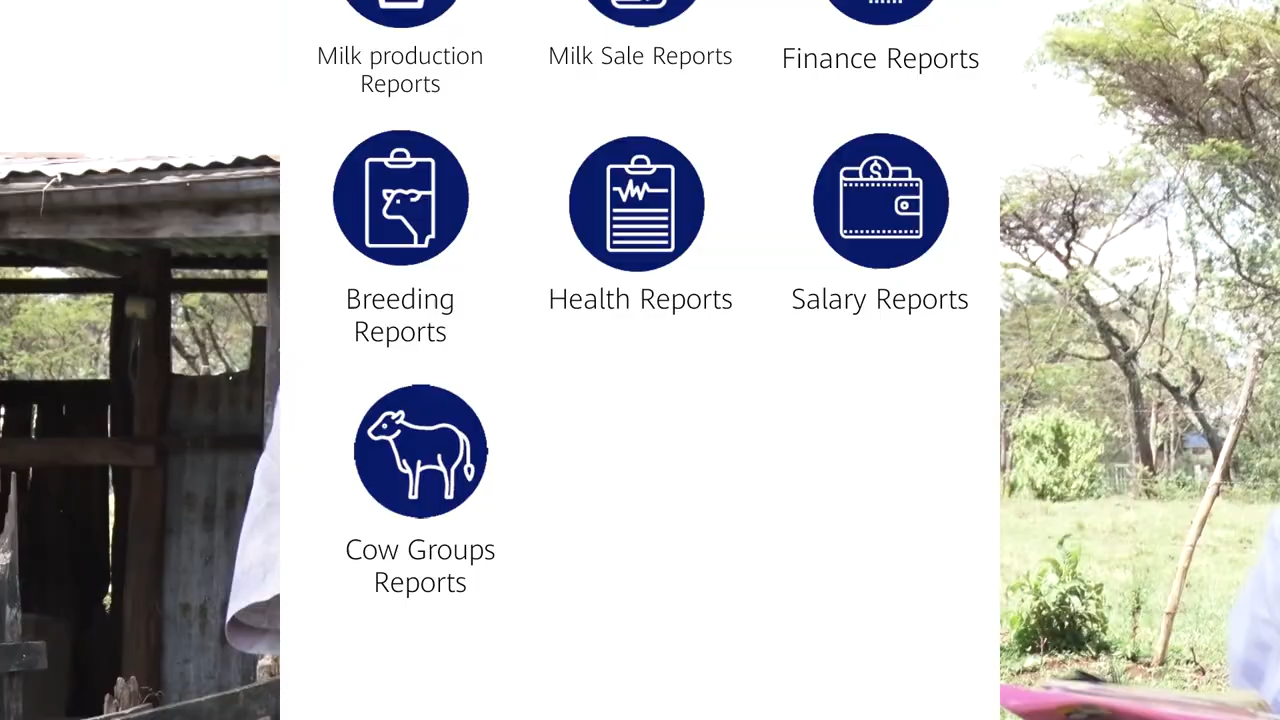 Milk production
Reports
Milk Sale Reports
Finance Reports
Breeding
Reports
Health Reports
Salary Reports
Cow Groups
Reports